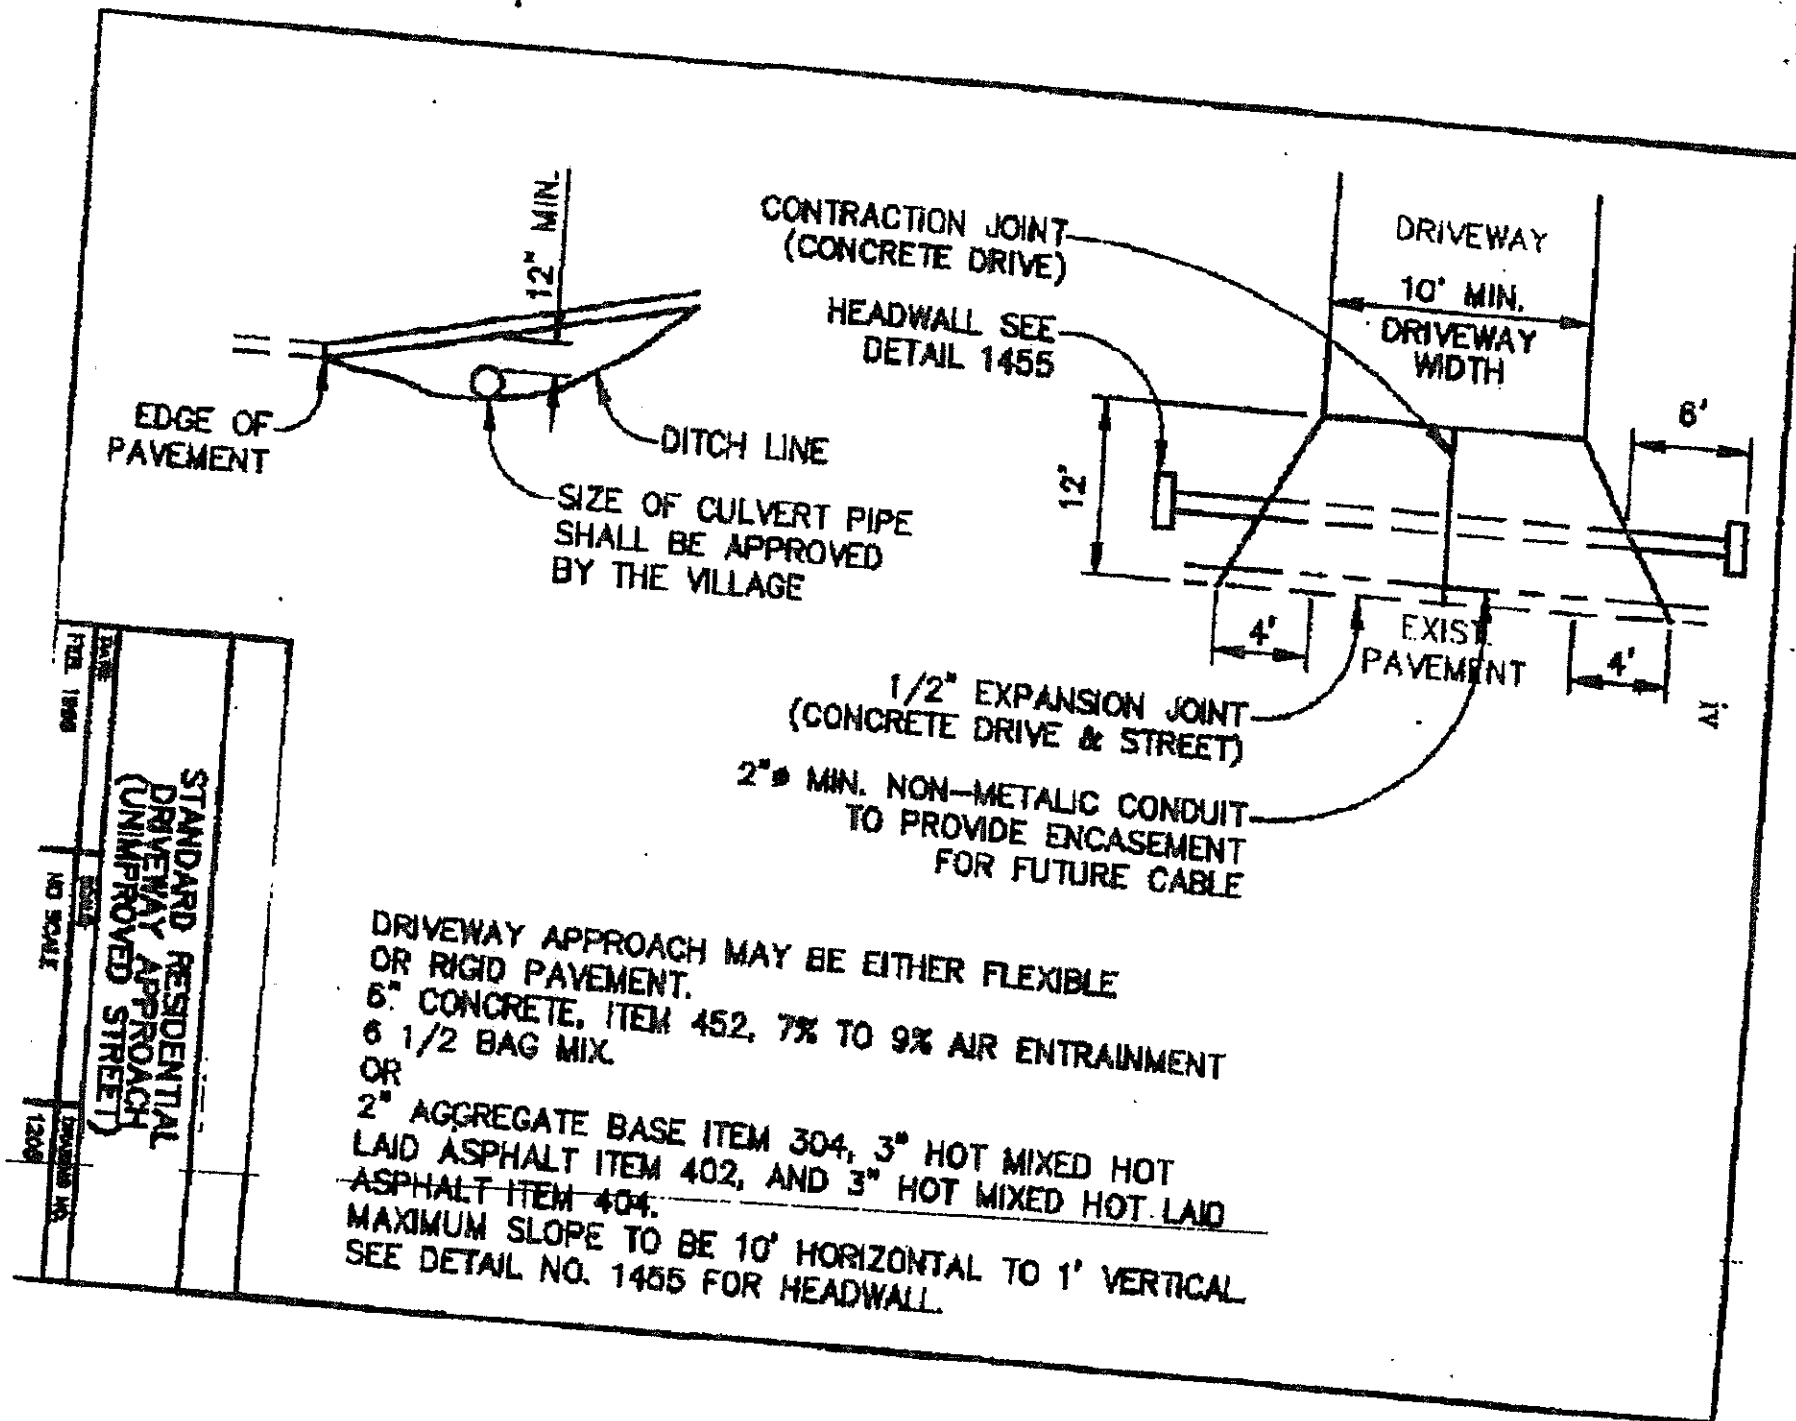 12" MIN.
EDGE OF
PAVEMENT
DITCH LINE
SIZE OF CULVERT PIPE
SHALL BE APPROVED
BY THE VILLAGE
CONTRACTION JOINT
(CONCRETE DRIVE)
HEADWALL SEE
DETAIL 1455
DRIVEWAY
10' MIN.
DRIVEWAY
WIDTH
6'
12'
4'
EXIST.
PAVEMENT
4'
1/2" EXPANSION JOINT
(CONCRETE DRIVE & STREET)
2"ø MIN. NON-METALIC CONDUIT
TO PROVIDE ENCASEMENT
FOR FUTURE CABLE
iv
DRIVEWAY APPROACH MAY BE EITHER FLEXIBLE
OR RIGID PAVEMENT.
6" CONCRETE, ITEM 452, 7% TO 9% AIR ENTRAINMENT
6 1/2 BAG MIX.
OR
2" AGGREGATE BASE ITEM 304, 3" HOT MIXED HOT
LAID ASPHALT ITEM 402, AND 3" HOT MIXED HOT LAID
ASPHALT ITEM 404.
MAXIMUM SLOPE TO BE 10' HORIZONTAL TO 1' VERTICAL
SEE DETAIL NO. 1455 FOR HEADWALL.
STANDARD RESIDENTIAL
DRIVEWAY APPROACH
(UNIMPROVED STREET)
DATE
FEB.
SCALE
NO SCALE
DRAWING NO.